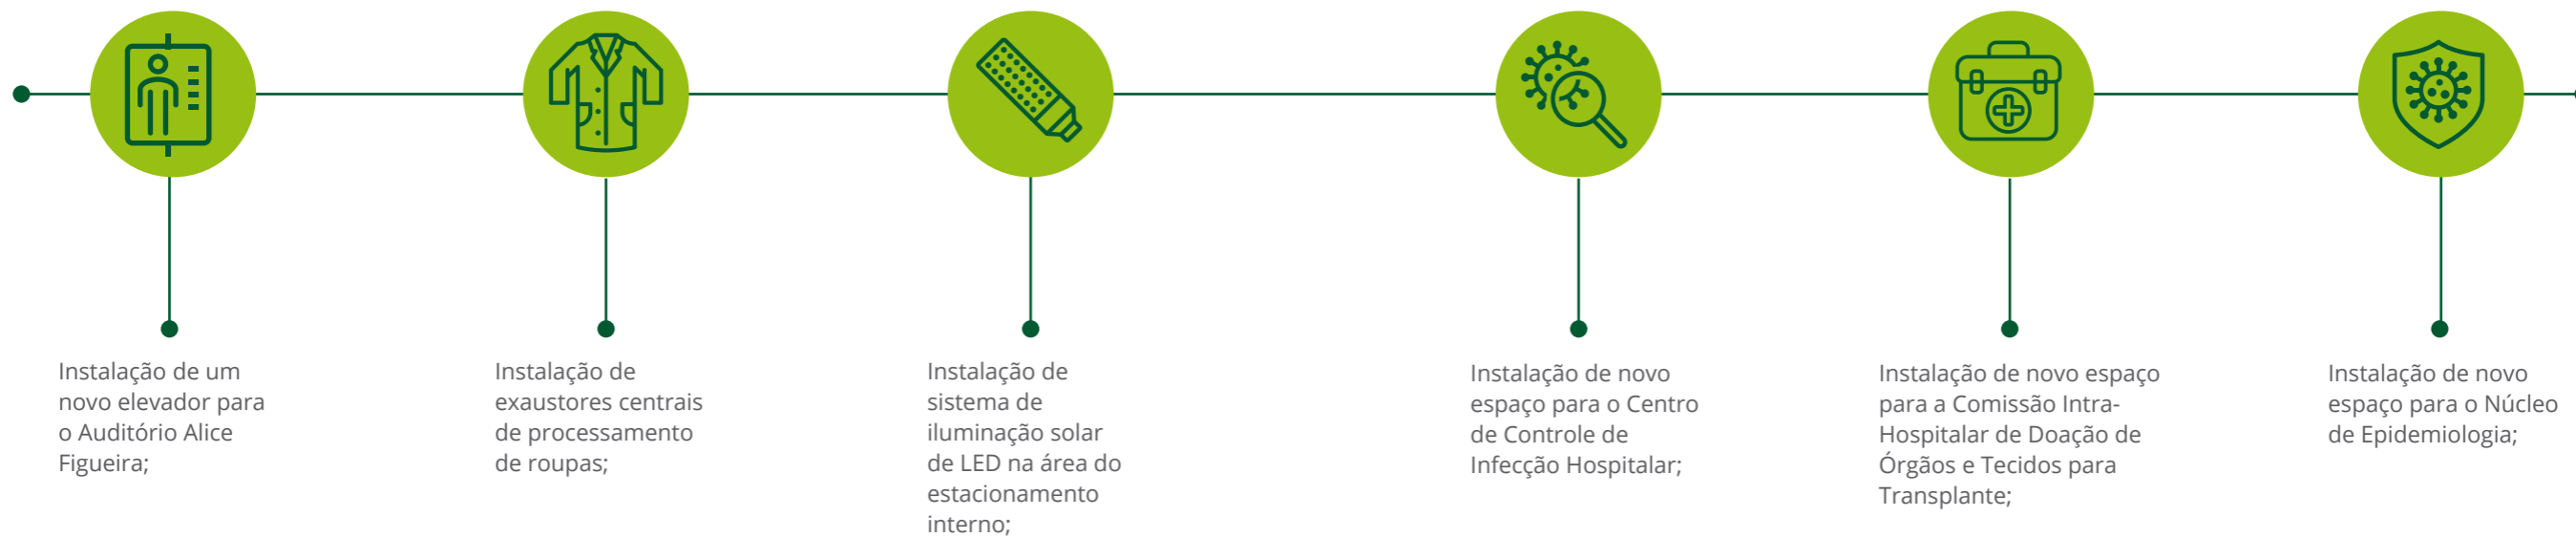 Instalação de um
novo elevador para
o Auditório Alice
Figueira;
Instalação de
exaustores centrais
de processamento
de roupas;
Instalação de
sistema de
iluminação solar
de LED na área do
estacionamento
interno;
Instalação de novo
espaço para o Centro
de Controle de
Infecção Hospitalar;
Instalação de novo espaço
para a Comissão Intra-
Hospitalar de Doação de
Órgãos e Tecidos para
Transplante;
Instalação de novo
espaço para o Núcleo
de Epidemiologia;